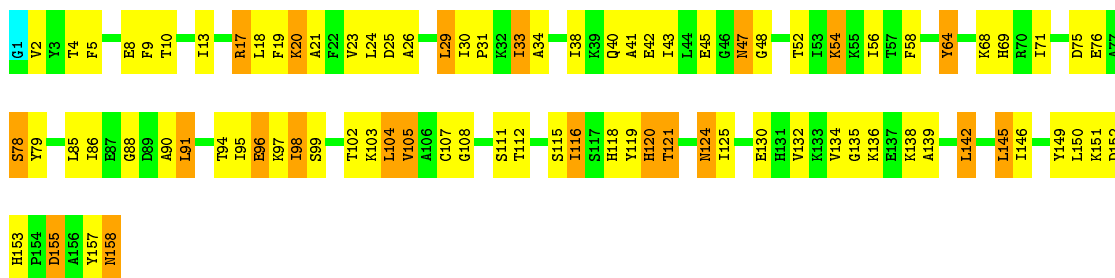 G1 V2 Y3 T4 F5 E8 F9 T10 I13 R17 L18 F19 K20 A21 F22 V23 L24 D25 A26 L29 I30 P31 K32 I33 A34 I38 K39 Q40 A41 E42 I43 L44 E45 G46 N47 G48 T52 I53 K54 K55 I56 T57 F58 Y64 K68 H69 R70 I71 D75 E76 A77
S78 Y79 L85 I86 E87 G88 D89 A90 L91 T94 I95 E96 K97 I98 S99 T102 K103 L104 V105 A106 C107 G108 S111 T112 S115 I116 S117 H118 Y119 H120 T121 N124 I125 E130 H131 V132 K133 V134 G135 K136 E137 K138 A139 L142 L145 I146 Y149 L150 K151 D152
H153 P154 D155 A156 Y157 N158